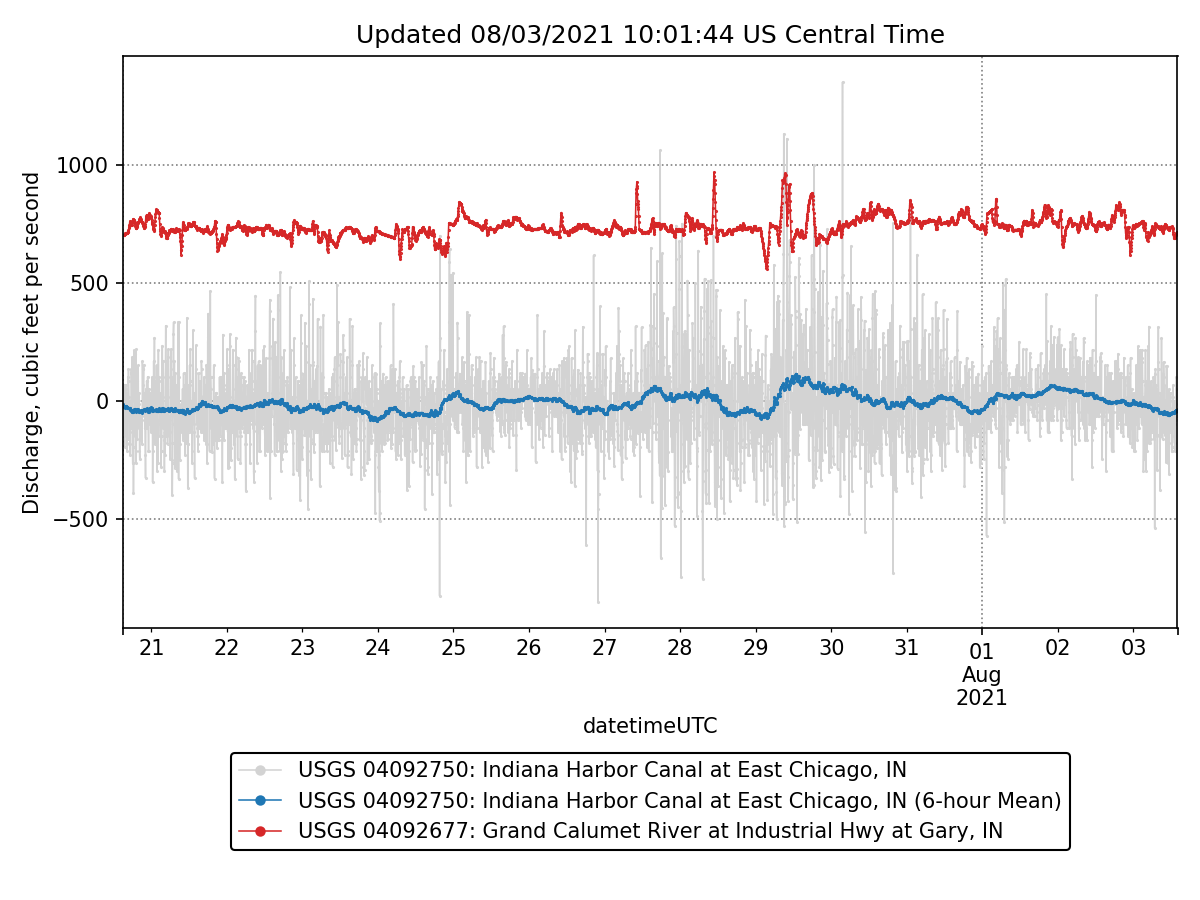 Updated 08/03/2021 10:01:44 US Central Time
Discharge, cubic feet per second
1000
500
0
−500
21 22 23 24 25 26 27 28 29 30 31 01 02 03
Aug
2021
datetimeUTC
USGS 04092750: Indiana Harbor Canal at East Chicago, IN
USGS 04092750: Indiana Harbor Canal at East Chicago, IN (6-hour Mean)
USGS 04092677: Grand Calumet River at Industrial Hwy at Gary, IN